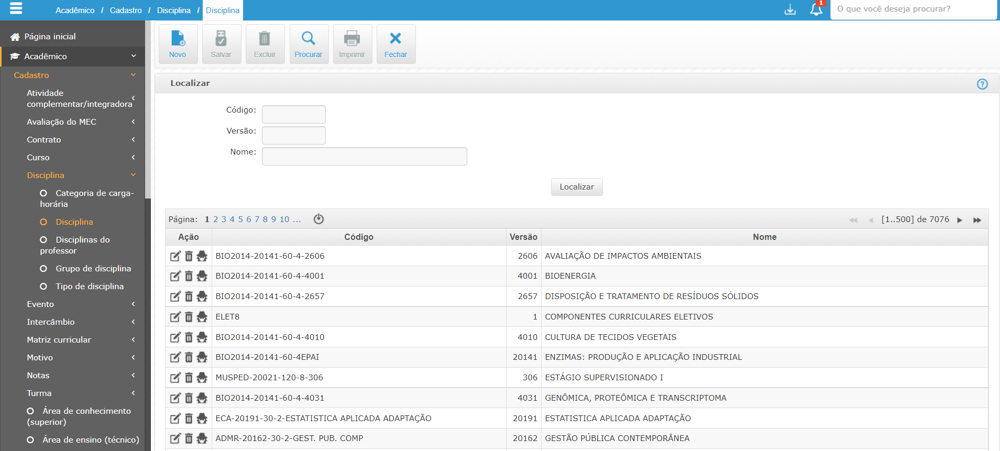 Acadêmico / Cadastro / Disciplina / Disciplina
1
O que você deseja procurar?
Página inicial
Acadêmico
Cadastro
Atividade
complementar/integradora
Avaliação do MEC
Contrato
Curso
Disciplina
Categoria de carga-
horária
Disciplina
Disciplinas do
professor
Grupo de disciplina
Tipo de disciplina
Evento
Intercâmbio
Matriz curricular
Motivo
Notas
Turma
Área de conhecimento
(superior)
Área de ensino (técnico)
Novo Salvar Excluir Procurar Imprimir Fechar
Localizar
?
Código:
Versão:
Nome:
Localizar
Página: 1 2 3 4 5 6 7 8 9 10 ... [1..500] de 7076
Ação Código Versão Nome
BIO2014-20141-60-4-2606 2606 AVALIAÇÃO DE IMPACTOS AMBIENTAIS
BIO2014-20141-60-4-4001 4001 BIOENERGIA
BIO2014-20141-60-4-2657 2657 DISPOSIÇÃO E TRATAMENTO DE RESÍDUOS SÓLIDOS
ELET8 1 COMPONENTES CURRICULARES ELETIVOS
BIO2014-20141-60-4-4010 4010 CULTURA DE TECIDOS VEGETAIS
BIO2014-20141-60-4EPAI 20141 ENZIMAS: PRODUÇÃO E APLICAÇÃO INDUSTRIAL
MUSPED-20021-120-8-306 306 ESTÁGIO SUPERVISIONADO I
BIO2014-20141-60-4-4031 4031 GENÔMICA, PROTEÔMICA E TRANSCRIPTOMA
ECA-20191-30-2-ESTATISTICA APLICADA ADAPTAÇÃO 20191 ESTATISTICA APLICADA ADAPTAÇÃO
ADMR-20162-30-2-GEST. PUB. COMP 20162 GESTÃO PÚBLICA CONTEMPORÂNEA